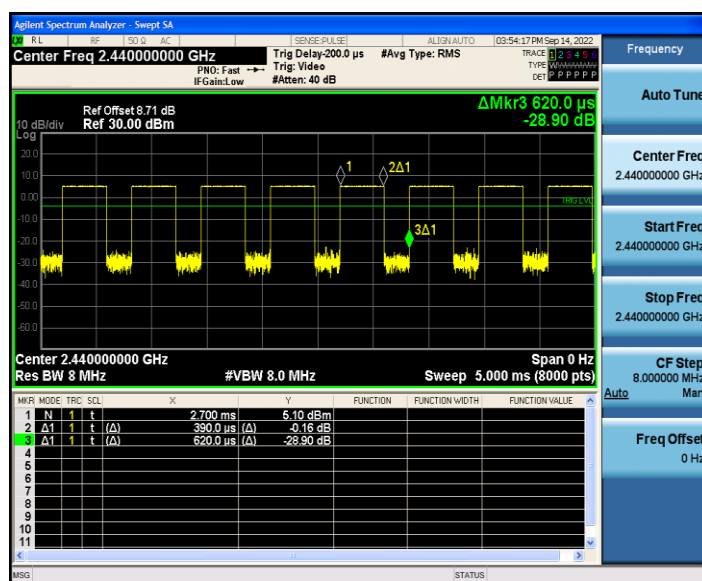 Agilent Spectrum Analyzer - Swept SA
RL RF 50 Ω AC SENSE:PULSE ALIGN AUTO 03:54:17 PM Sep 14, 2022
Center Freq 2.440000000 GHz
PNO: Fast
IFGain:Low
Trig Delay-200.0 µs
Trig: Video
#Atten: 40 dB
#Avg Type: RMS
TRACE 1 2 3 4 5 6
TYPE W
DET P P P P P P
Ref Offset 8.71 dB
Ref 30.00 dBm
10 dB/div
Log
ΔMkr3 620.0 µs
-28.90 dB
20.0
10.0
0.00
-10.0
-20.0
-30.0
-40.0
-50.0
-60.0
1
2Δ1
3Δ1
TRIG LVL
Center 2.440000000 GHz Span 0 Hz
Res BW 8 MHz #VBW 8.0 MHz Sweep 5.000 ms (8000 pts)
MKR MODE TRC SCL X Y FUNCTION FUNCTION WIDTH FUNCTION VALUE
1 N 1 t 2.700 ms 5.10 dBm
2 Δ1 1 t (Δ) 390.0 µs (Δ) -0.16 dB
3 Δ1 1 t (Δ) 620.0 µs (Δ) -28.90 dB
4
5
6
7
8
9
10
11
MSG STATUS
Frequency
Auto Tune
Center Freq
2.440000000 GHz
Start Freq
2.440000000 GHz
Stop Freq
2.440000000 GHz
CF Step
8.000000 MHz
Auto Man
Freq Offset
0 Hz